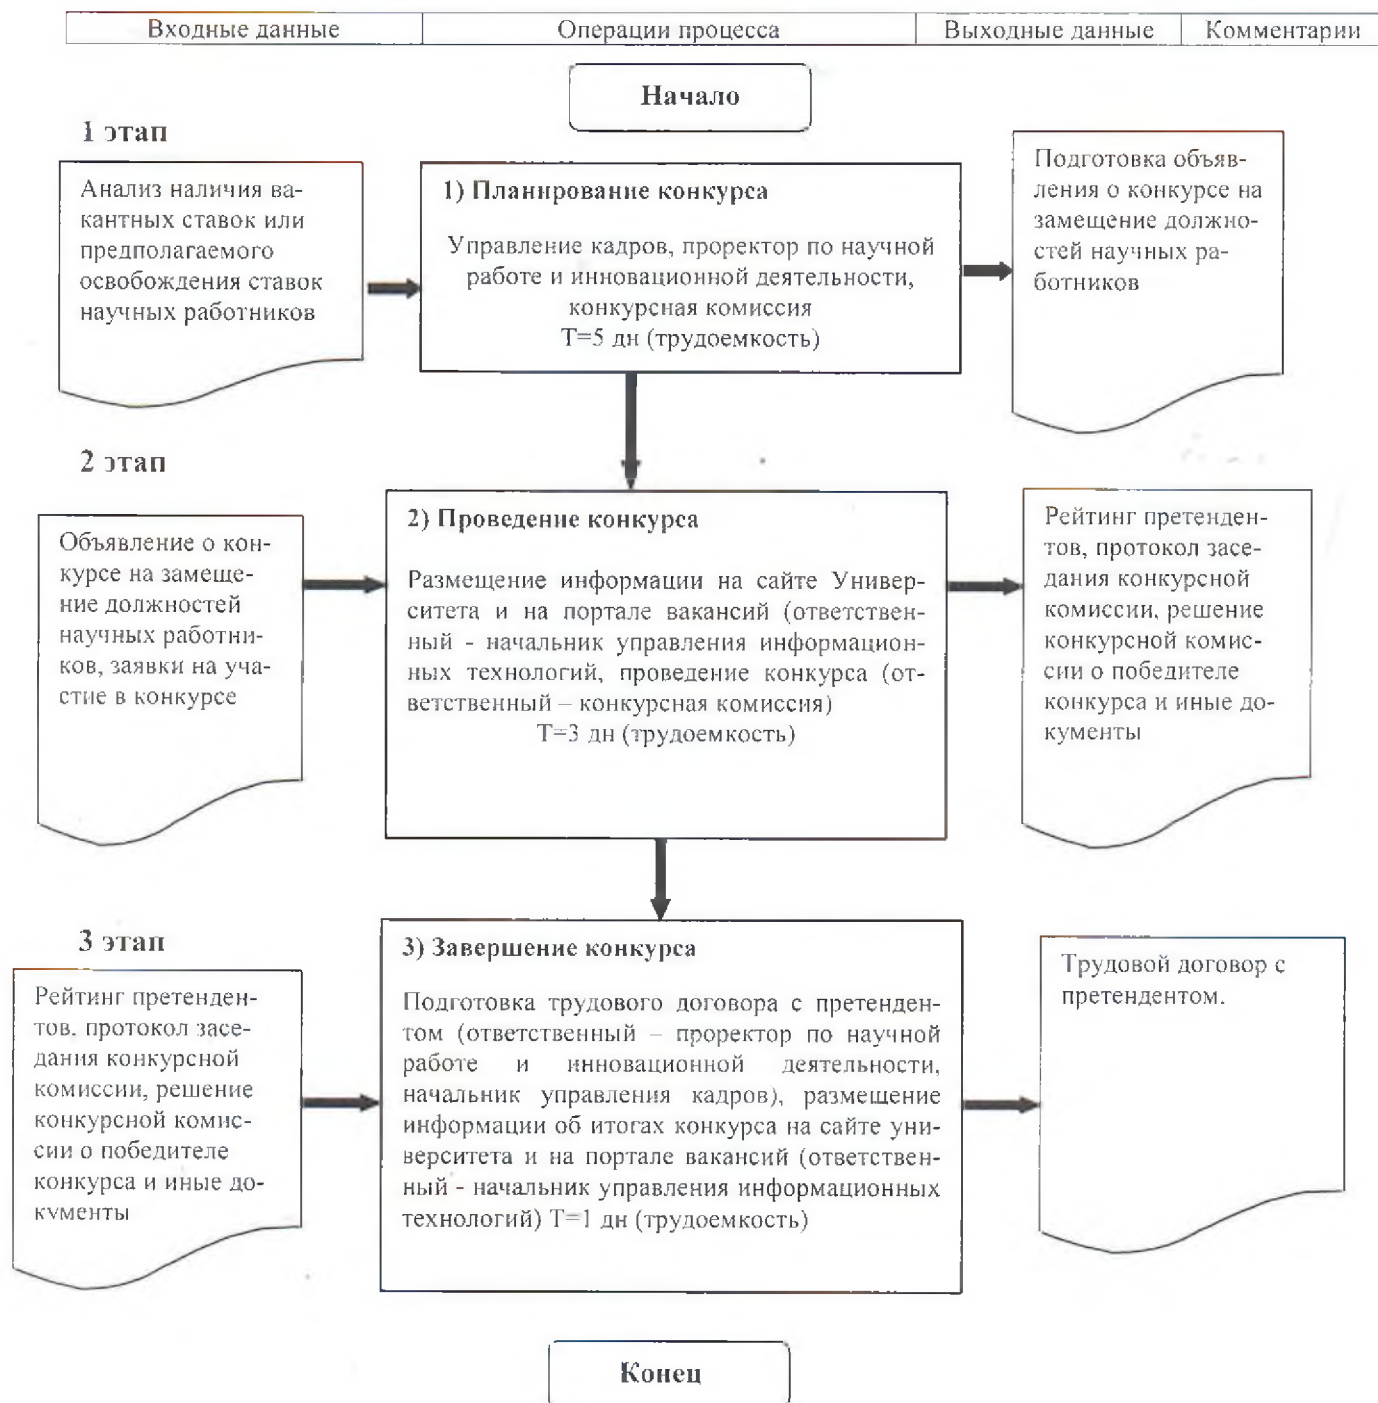 Входные данные Операции процесса Выходные данные Комментарии
Начало
1 этап
Анализ наличия ва-
кантных ставок или
предполагаемого
освобождения ставок
научных работников
1) Планирование конкурса
Управление кадров, проректор по научной
работе и инновационной деятельности,
конкурсная комиссия
Т=5 дн (трудоемкость)
Подготовка объяв-
ления о конкурсе на
замещение должно-
стей научных ра-
ботников
2 этап
Объявление о кон-
курсе на замеще-
ние должностей
научных работни-
ков, заявки на уча-
стие в конкурсе
2) Проведение конкурса
Размещение информации на сайте Универ-
ситета и на портале вакансий (ответствен-
ный - начальник управления информацион-
ных технологий, проведение конкурса (от-
ветственный – конкурсная комиссия)
Т=3 дн (трудоемкость)
Рейтинг претенден-
тов, протокол засе-
дания конкурсной
комиссии, решение
конкурсной комис-
сии о победителе
конкурса и иные до-
кументы
3 этап
Рейтинг претенден-
тов, протокол засе-
дания конкурсной
комиссии, решение
конкурсной комис-
сии о победителе
конкурса и иные до-
кументы
3) Завершение конкурса
Подготовка трудового договора с претенден-
том (ответственный – проректор по научной
работе и инновационной деятельности,
начальник управления кадров), размещение
информации об итогах конкурса на сайте уни-
верситета и на портале вакансий (ответствен-
ный - начальник управления информационных
технологий) Т=1 дн (трудоемкость)
Трудовой договор с
претендентом.
Конец